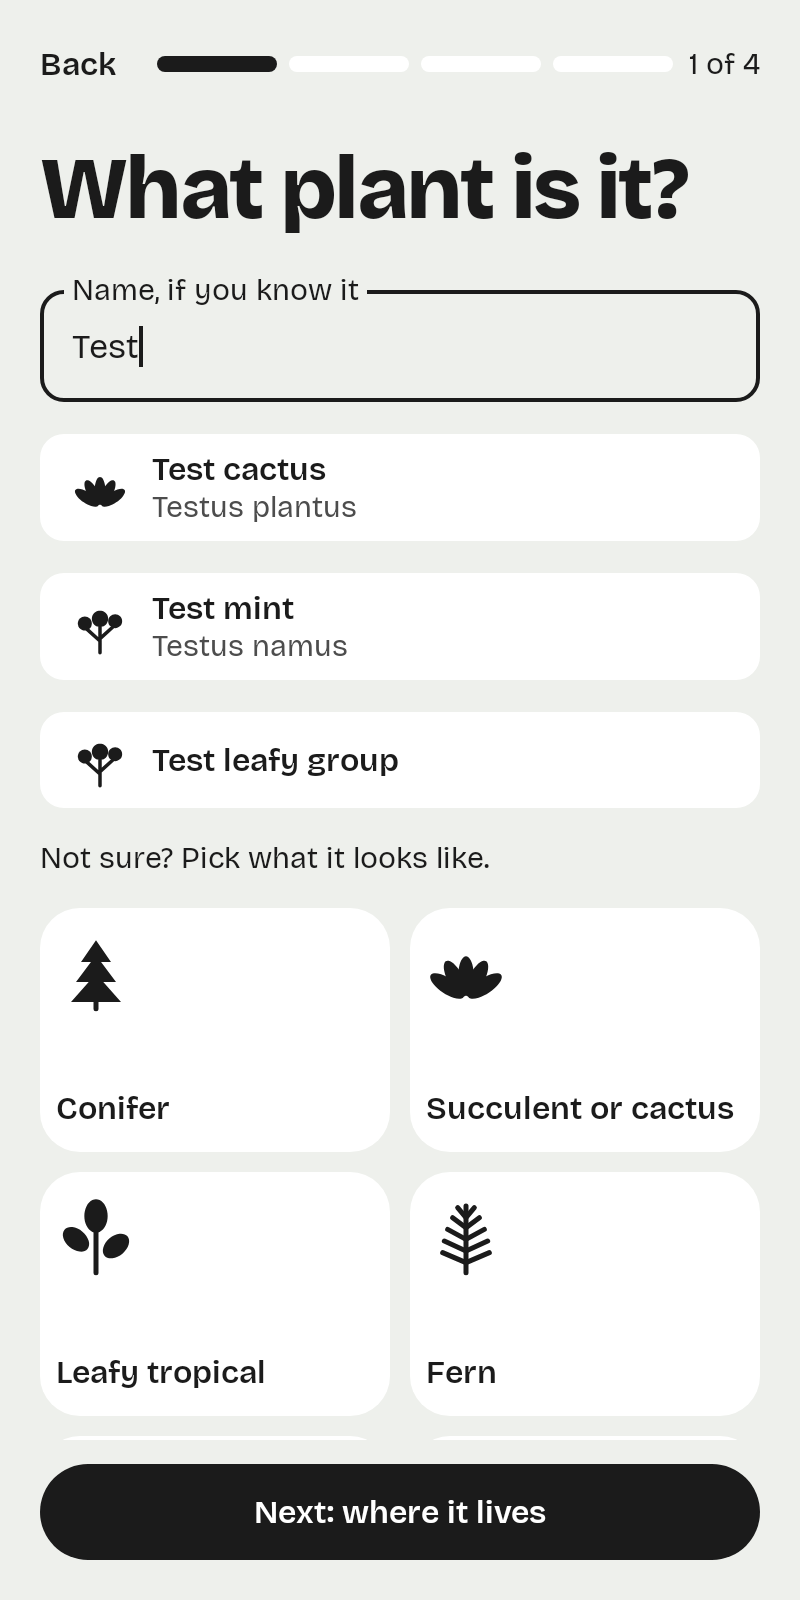 Back
1 of 4
What plant is it?
Name, if you know it
Test
Test cactus
Testus plantus
Test mint
Testus namus
Test leafy group
Not sure? Pick what it looks like.
Conifer
Succulent or cactus
Leafy tropical
Fern
Next: where it lives